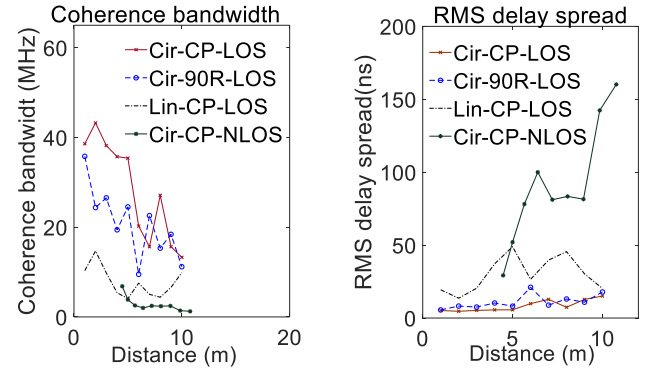 Coherence bandwidth
Coherence bandwidt (MHz)
60
40
20
0
Cir-CP-LOS
Cir-90R-LOS
Lin-CP-LOS
Cir-CP-NLOS
0
10
20
Distance (m)
RMS delay spread
RMS delay spread(ns)
200
150
100
50
0
Cir-CP-LOS
Cir-90R-LOS
Lin-CP-LOS
Cir-CP-NLOS
0
5
10
Distance (m)